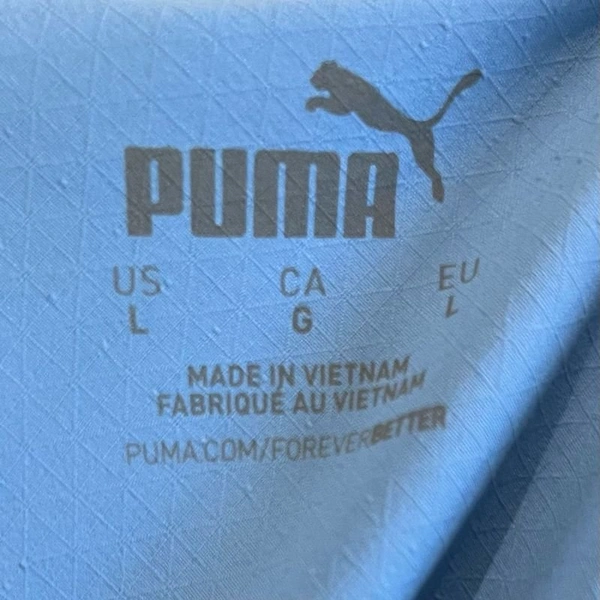 PUMA
US CA EU
L G L
MADE IN VIETNAM
FABRIQUÉ AU VIETNAM
PUMA.COM/FOREVERBETTER